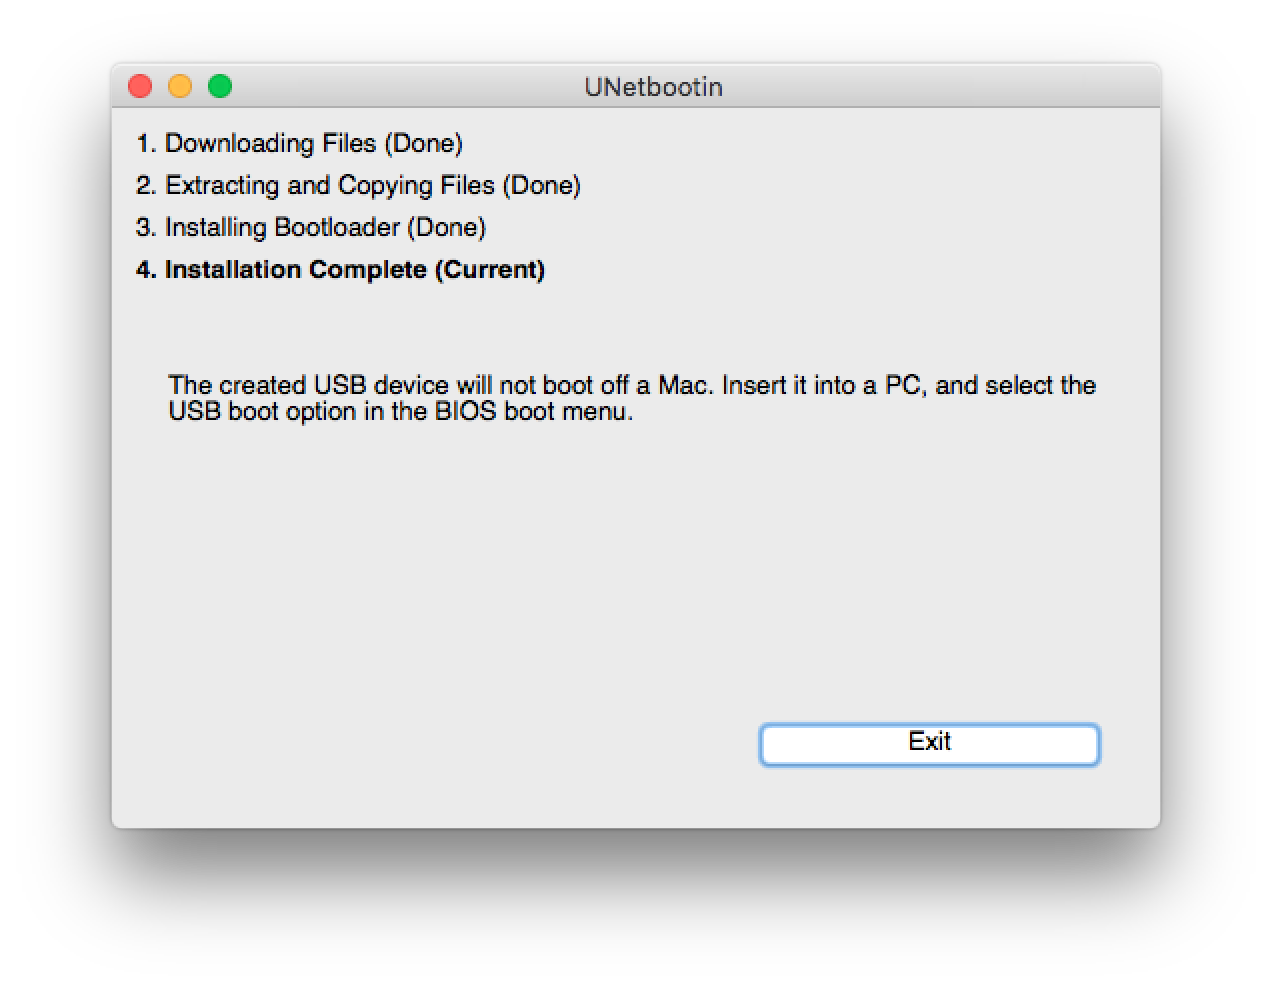 UNetbootin
1. Downloading Files (Done)
2. Extracting and Copying Files (Done)
3. Installing Bootloader (Done)
4. Installation Complete (Current)
The created USB device will not boot off a Mac. Insert it into a PC, and select the
USB boot option in the BIOS boot menu.
Exit